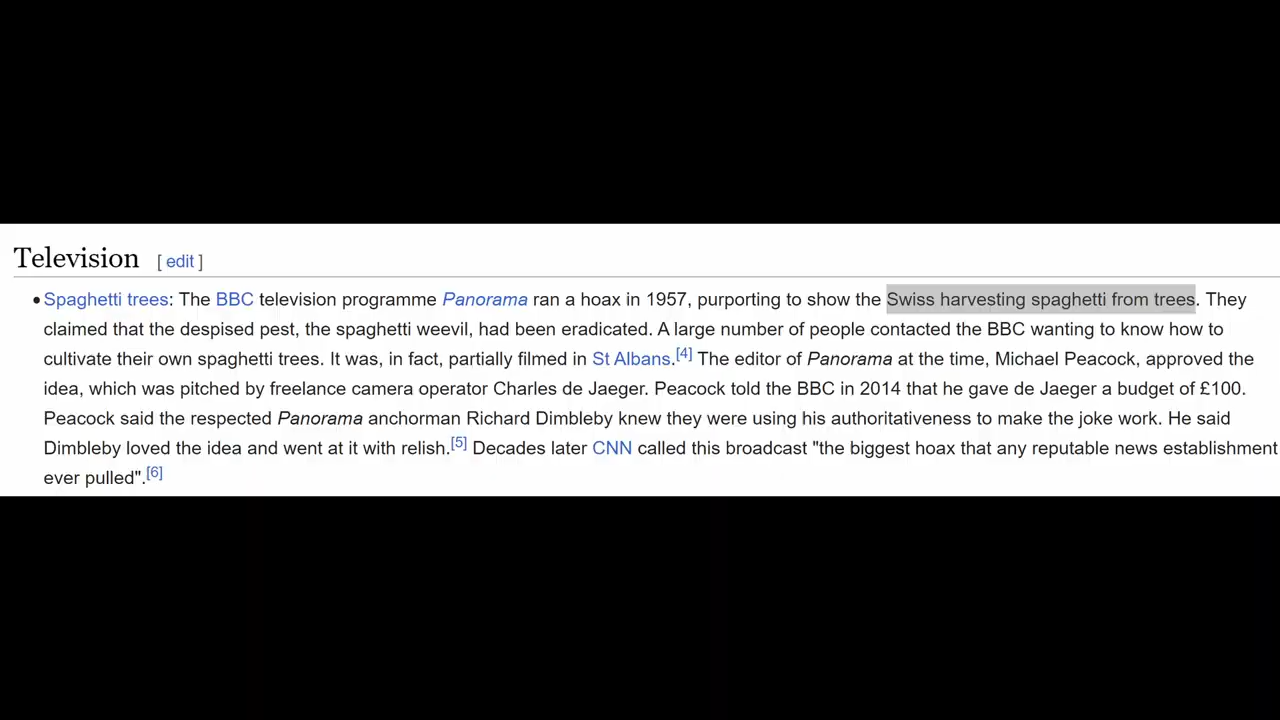 Television [ edit ]
• Spaghetti trees: The BBC television programme Panorama ran a hoax in 1957, purporting to show the Swiss harvesting spaghetti from trees. They
claimed that the despised pest, the spaghetti weevil, had been eradicated. A large number of people contacted the BBC wanting to know how to
cultivate their own spaghetti trees. It was, in fact, partially filmed in St Albans.[4] The editor of Panorama at the time, Michael Peacock, approved the
idea, which was pitched by freelance camera operator Charles de Jaeger. Peacock told the BBC in 2014 that he gave de Jaeger a budget of £100.
Peacock said the respected Panorama anchorman Richard Dimbleby knew they were using his authoritativeness to make the joke work. He said
Dimbleby loved the idea and went at it with relish.[5] Decades later CNN called this broadcast "the biggest hoax that any reputable news establishment
ever pulled".[6]